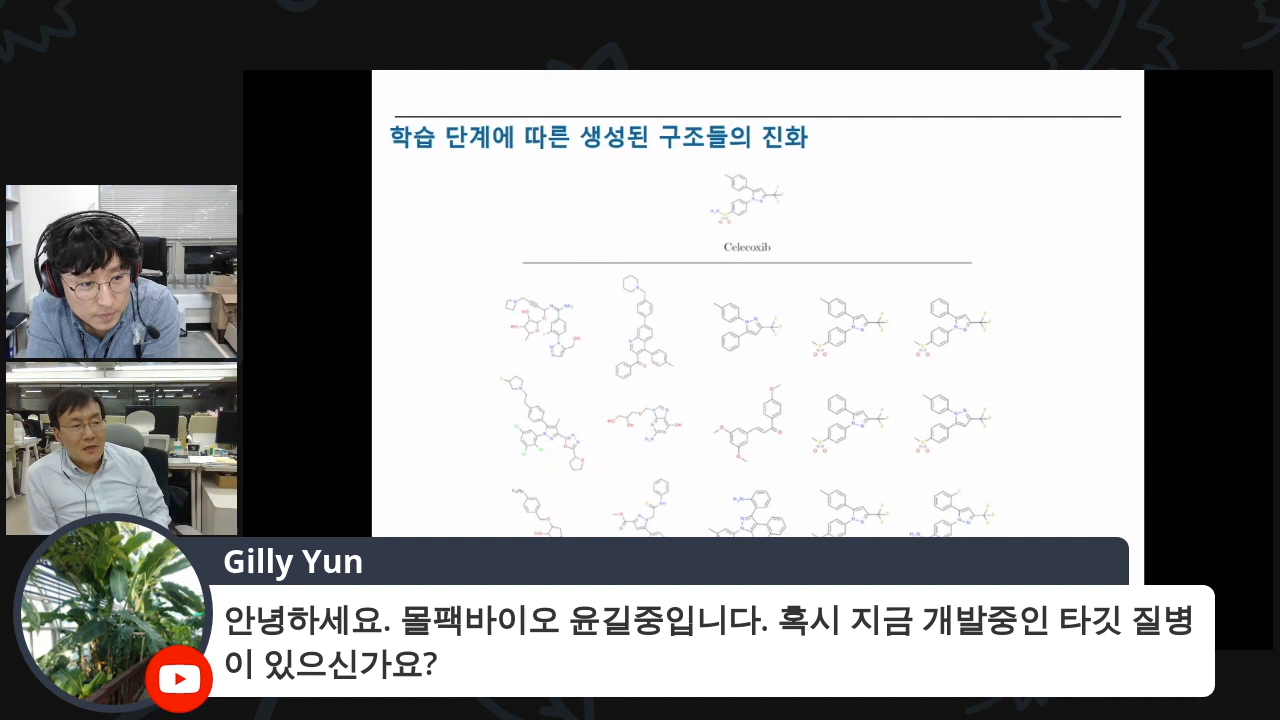 학습 단계에 따른 생성된 구조들의 진화
Celecoxib
Gilly Yun
안녕하세요. 몰팩바이오 윤길중입니다. 혹시 지금 개발중인 타깃 질병
이 있으신가요?